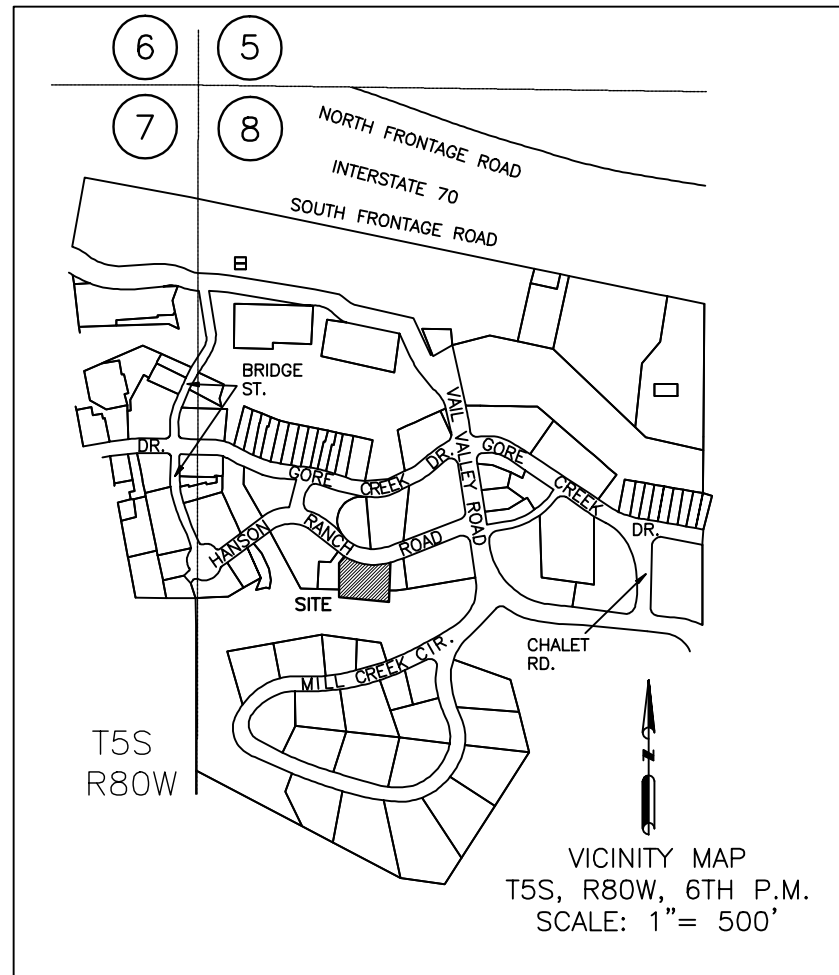 6 5
7 8
NORTH FRONTAGE ROAD
INTERSTATE 70
SOUTH FRONTAGE ROAD
BRIDGE
ST.
VAIL VALLEY ROAD
DR.
GORE CREEK DR.
GORE CREEK DR.
HANSON RANCH ROAD
SITE
CHALET
RD.
MILL CREEK CIR.
T5S
R80W
N
VICINITY MAP
T5S, R80W, 6TH P.M.
SCALE: 1"= 500'